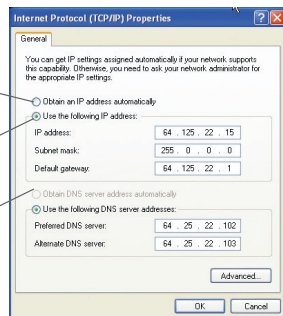 Internet Protocol (TCP/IP) Properties
General
You can get IP settings assigned automatically if your network supports
this capability. Otherwise, you need to ask your network administrator for
the appropriate IP settings.
Obtain an IP address automatically
Use the following IP address:
IP address: 64 . 125 . 22 . 15
Subnet mask: 255 . 0 . 0 . 0
Default gateway: 64 . 125 . 22 . 1
Obtain DNS server address automatically
Use the following DNS server addresses:
Preferred DNS server: 64 . 25 . 22 . 102
Alternate DNS server: 64 . 25 . 22 . 103
Advanced...
OK Cancel